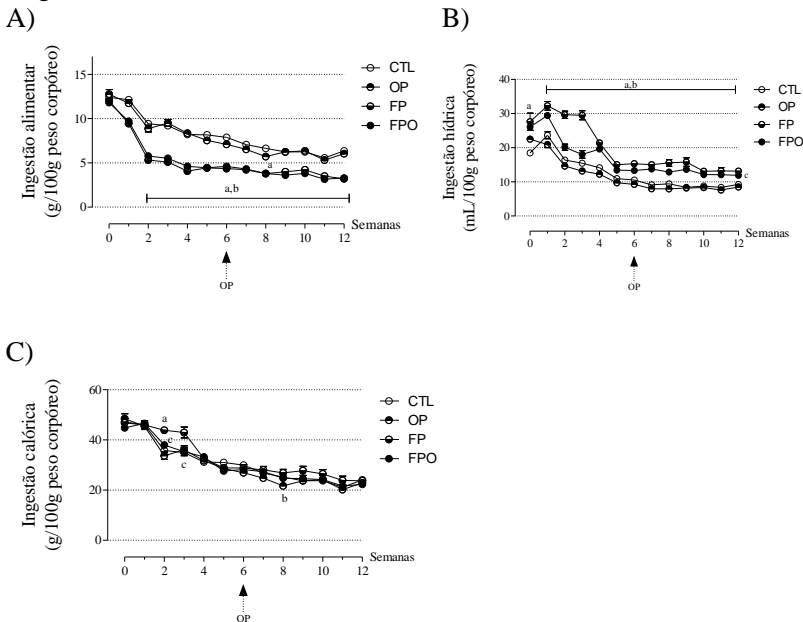 A)
Ingestão alimentar
(g/100g peso corpóreo)
15
10
5
0
a
a,b
0 2 4 6 8 10 12
Semanas
OP
CTL
OP
FP
FPO
B)
Ingestão hídrica
(mL/100g peso corpóreo)
40
30
20
10
0
a
a,b
c
0 2 4 6 8 10 12
Semanas
OP
CTL
OP
FP
FPO
C)
Ingestão calórica
(g/100g peso corpóreo)
60
40
20
0
a
c
c
b
0 2 4 6 8 10 12
Semanas
OP
CTL
OP
FP
FPO